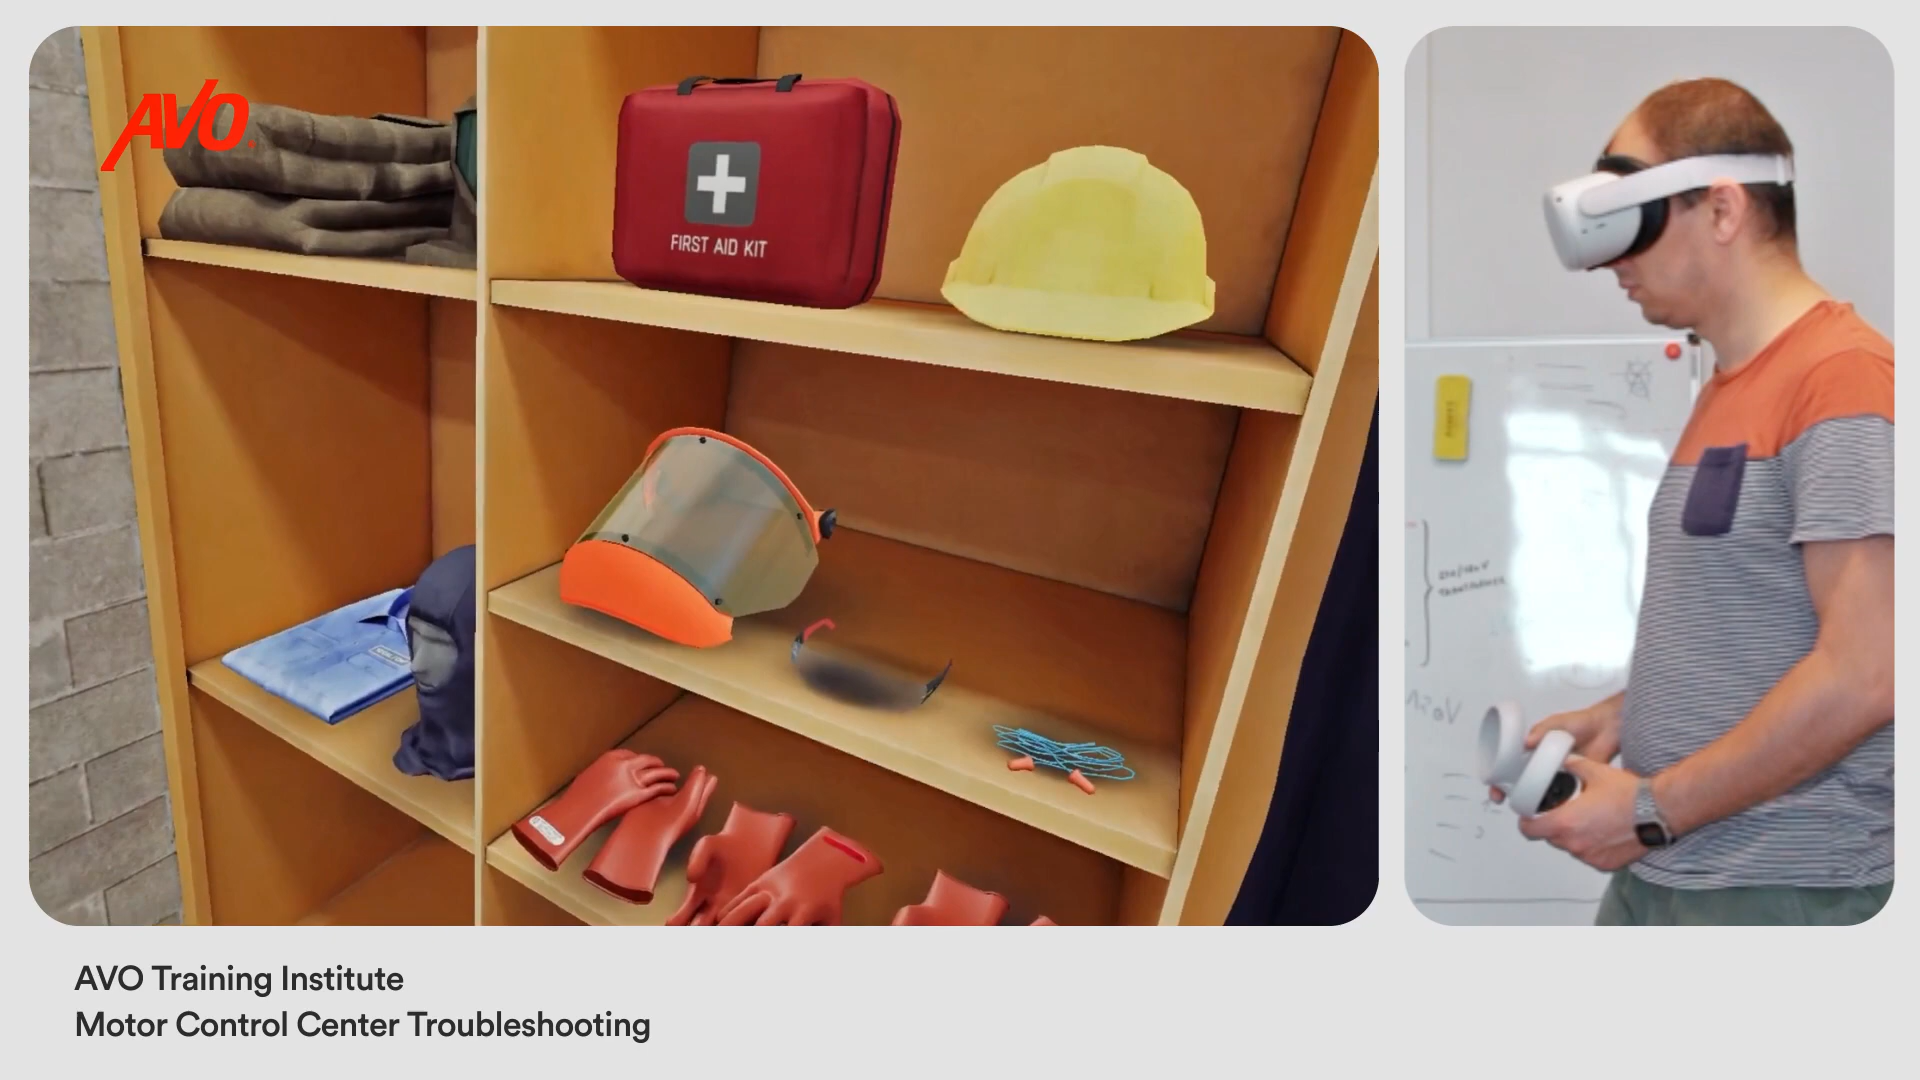 AVO
FIRST AID KIT
AVO Training Institute
Motor Control Center Troubleshooting